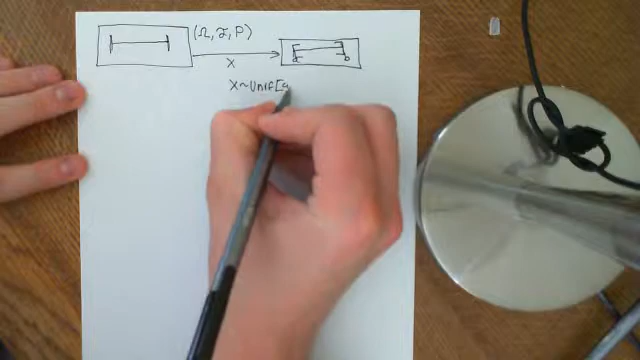 (Ω, F, P)
X
a b
X~Unif[a